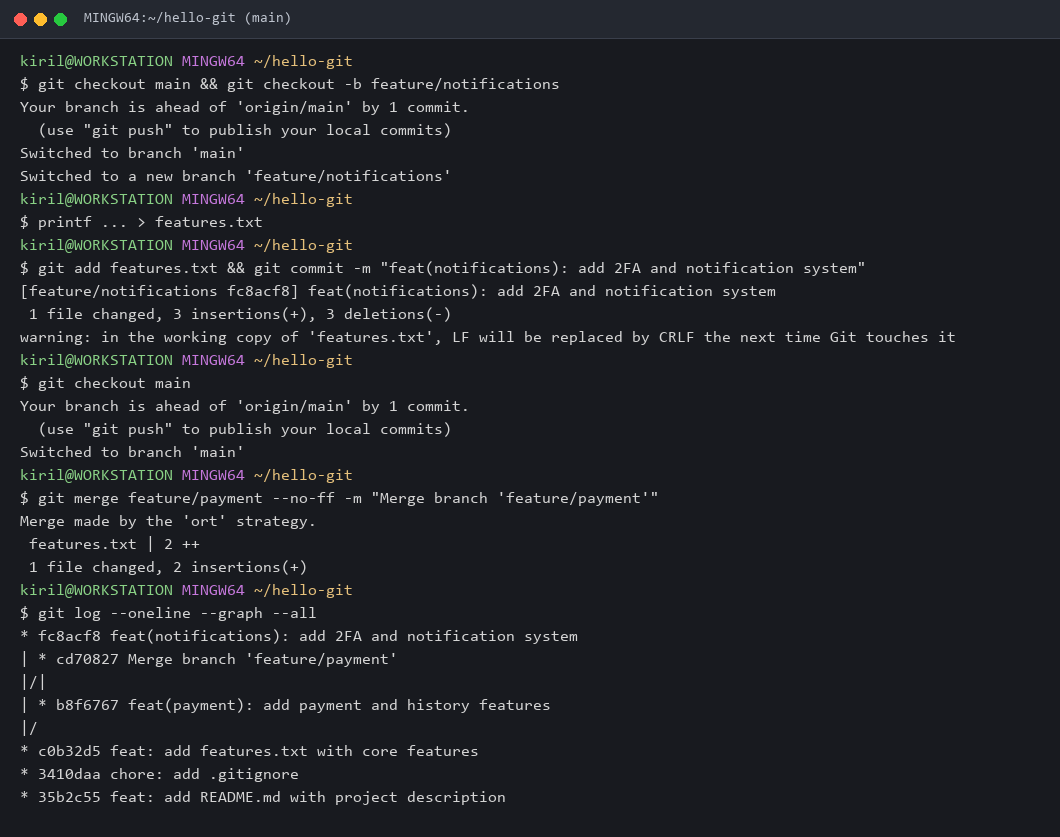 MINGW64:~/hello-git (main)
kiril@WORKSTATION MINGW64 ~/hello-git
$ git checkout main && git checkout -b feature/notifications
Your branch is ahead of 'origin/main' by 1 commit.
  (use "git push" to publish your local commits)
Switched to branch 'main'
Switched to a new branch 'feature/notifications'
kiril@WORKSTATION MINGW64 ~/hello-git
$ printf ... > features.txt
kiril@WORKSTATION MINGW64 ~/hello-git
$ git add features.txt && git commit -m "feat(notifications): add 2FA and notification system"
[feature/notifications fc8acf8] feat(notifications): add 2FA and notification system
 1 file changed, 3 insertions(+), 3 deletions(-)
warning: in the working copy of 'features.txt', LF will be replaced by CRLF the next time Git touches it
kiril@WORKSTATION MINGW64 ~/hello-git
$ git checkout main
Your branch is ahead of 'origin/main' by 1 commit.
  (use "git push" to publish your local commits)
Switched to branch 'main'
kiril@WORKSTATION MINGW64 ~/hello-git
$ git merge feature/payment --no-ff -m "Merge branch 'feature/payment'"
Merge made by the 'ort' strategy.
 features.txt | 2 ++
 1 file changed, 2 insertions(+)
kiril@WORKSTATION MINGW64 ~/hello-git
$ git log --oneline --graph --all
* fc8acf8 feat(notifications): add 2FA and notification system
| * cd70827 Merge branch 'feature/payment'
|/|
| * b8f6767 feat(payment): add payment and history features
|/
* c0b32d5 feat: add features.txt with core features
* 3410daa chore: add .gitignore
* 35b2c55 feat: add README.md with project description